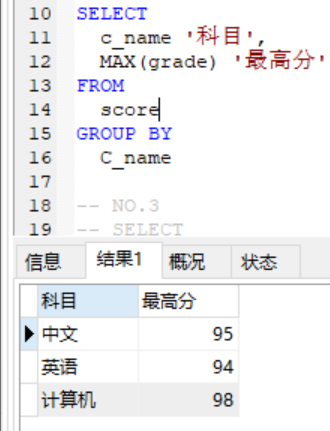 10 SELECT
11 c_name '科目',
12 MAX(grade) '最高分'
13 FROM
14 score
15 GROUP BY
16 C_name
17
18 -- NO.3
19 -- SELECT
信息 结果1 概况 状态
科目 最高分
中文 95
英语 94
计算机 98